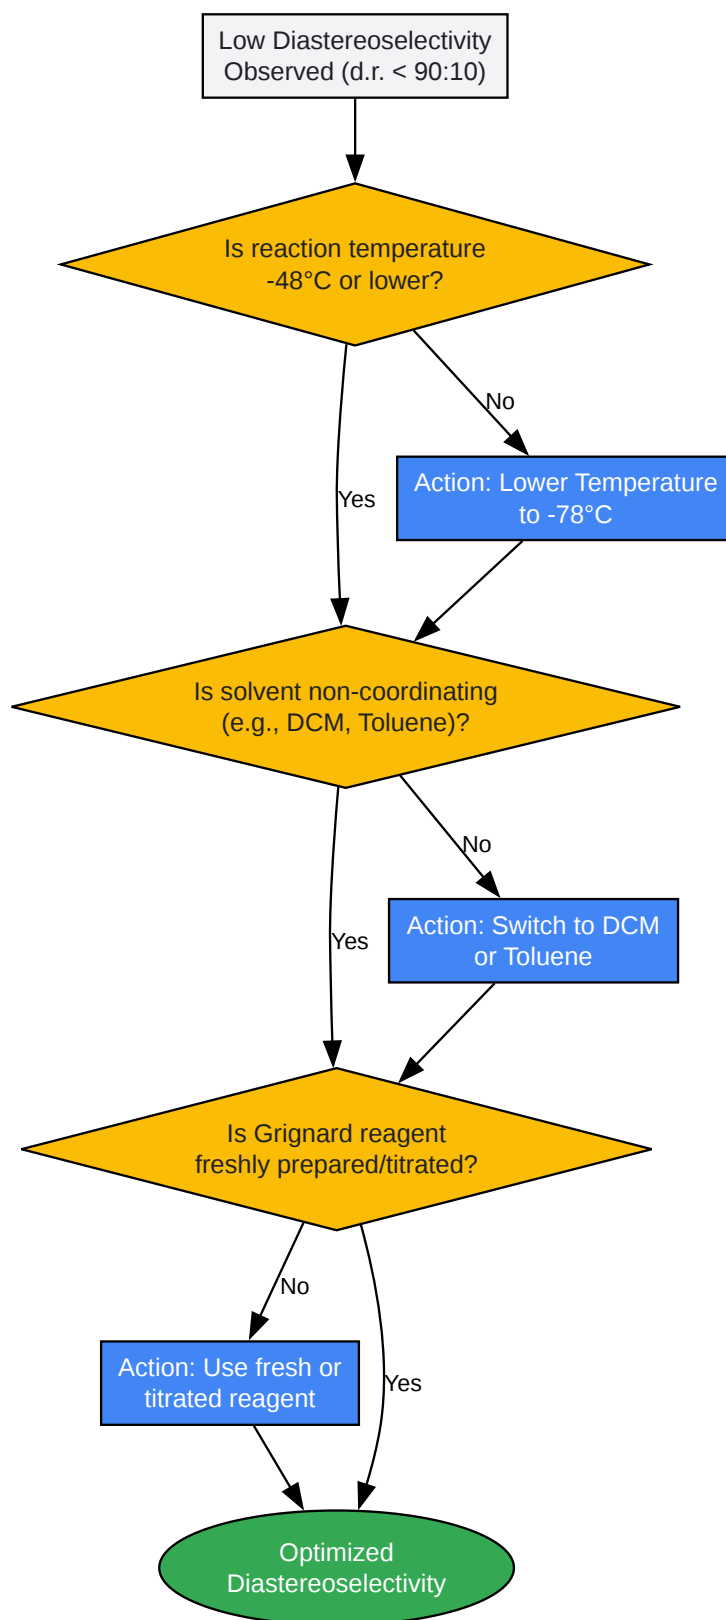 Low Diastereoselectivity
Observed (d.r. < 90:10)
Is reaction temperature
-48°C or lower?
No
Action: Lower Temperature
to -78°C
Yes
Is solvent non-coordinating
(e.g., DCM, Toluene)?
No
Action: Switch to DCM
or Toluene
Yes
Is Grignard reagent
freshly prepared/titrated?
No
Action: Use fresh or
titrated reagent
Yes
Optimized
Diastereoselectivity